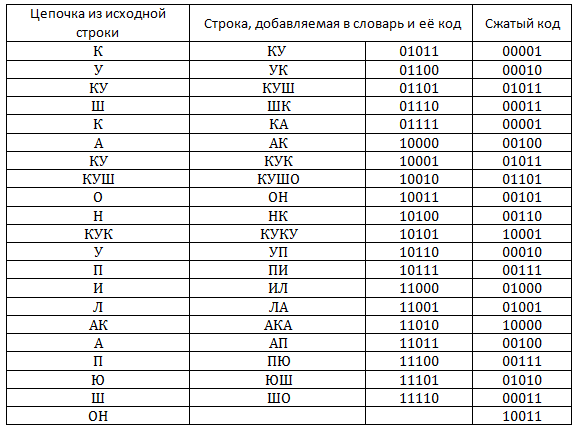 Цепочка из исходной строки | Строка, добавляемая в словарь и её код | Сжатый код
К | КУ | 01011 | 00001
У | УК | 01100 | 00010
КУ | КУШ | 01101 | 01011
Ш | ШК | 01110 | 00011
К | КА | 01111 | 00001
А | АК | 10000 | 00100
КУ | КУК | 10001 | 01011
КУШ | КУШО | 10010 | 01101
О | ОН | 10011 | 00101
Н | НК | 10100 | 00110
КУК | КУКУ | 10101 | 10001
У | УП | 10110 | 00010
П | ПИ | 10111 | 00111
И | ИЛ | 11000 | 01000
Л | ЛА | 11001 | 01001
АК | АКА | 11010 | 10000
А | АП | 11011 | 00100
П | ПЮ | 11100 | 00111
Ю | ЮШ | 11101 | 01010
Ш | ШО | 11110 | 00011
ОН | | | 10011